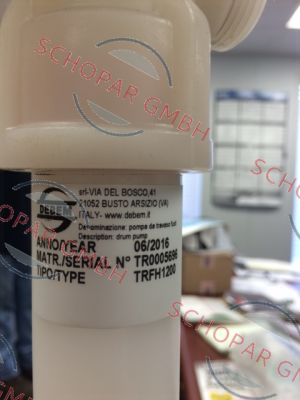 SCHOPAR GMBH
SCHOPAR GMBH
DEBEM
srl-VIA DEL BOSCO,41
21052 BUSTO ARSIZIO (VA)
ITALY- www.debem.it
Denominazione: pompa da travaso fusti
Description: drum pump
ANNO/YEAR 06/2016
MATR./SERIAL N° TR0005696
TIPO/TYPE TRFH1200
SCHOPAR GMBH
SCHOPAR GMBH